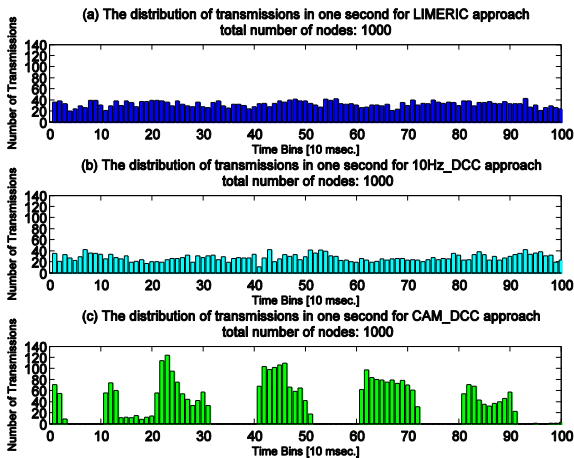 (a) The distribution of transmissions in one second for LIMERIC approach
total number of nodes: 1000
Number of Transmissions
140
120
100
80
60
40
20
0
0 10 20 30 40 50 60 70 80 90 100
Time Bins [10 msec.]
(b) The distribution of transmissions in one second for 10Hz_DCC approach
total number of nodes: 1000
Number of Transmissions
140
120
100
80
60
40
20
0
0 10 20 30 40 50 60 70 80 90 100
Time Bins [10 msec.]
(c) The distribution of transmissions in one second for CAM_DCC approach
total number of nodes: 1000
Number of Transmissions
140
120
100
80
60
40
20
0
0 10 20 30 40 50 60 70 80 90 100
Time Bins [10 msec.]